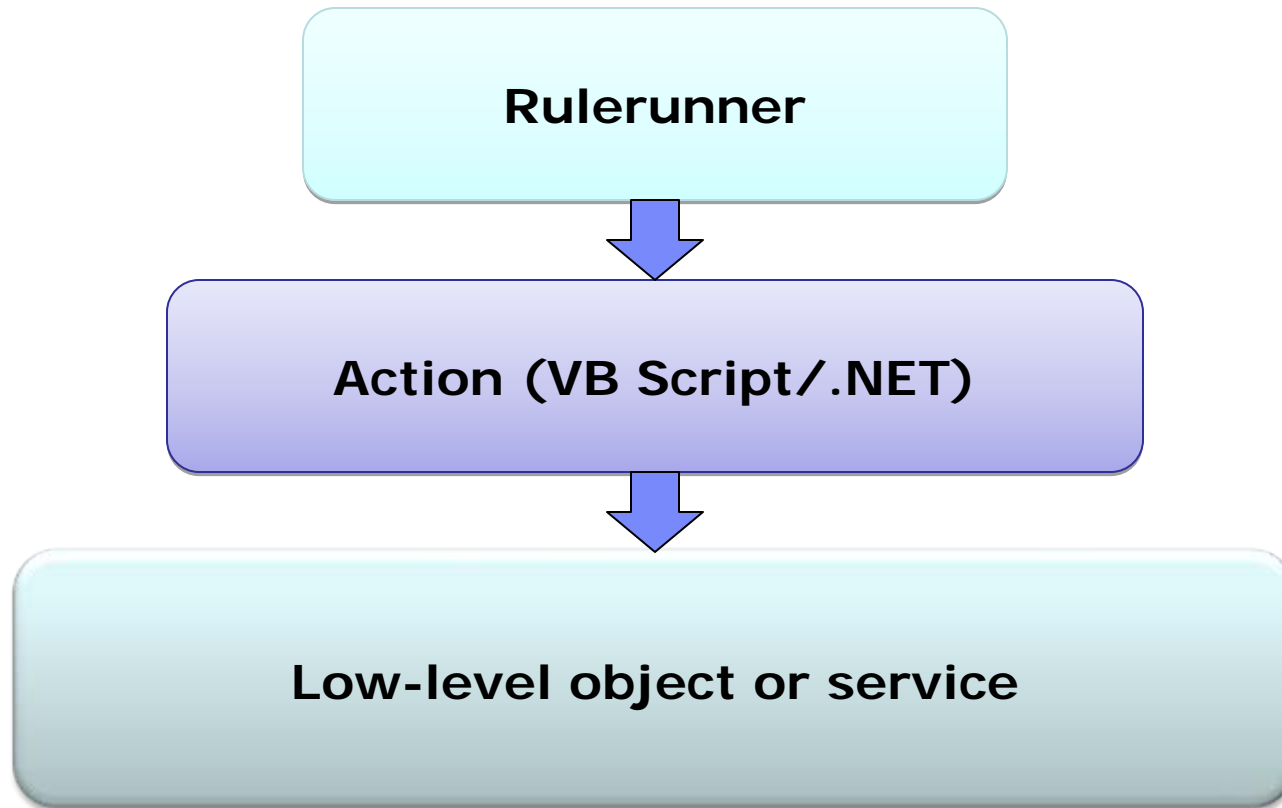 Rulerunner
Action (VB Script/.NET)
Low-level object or service